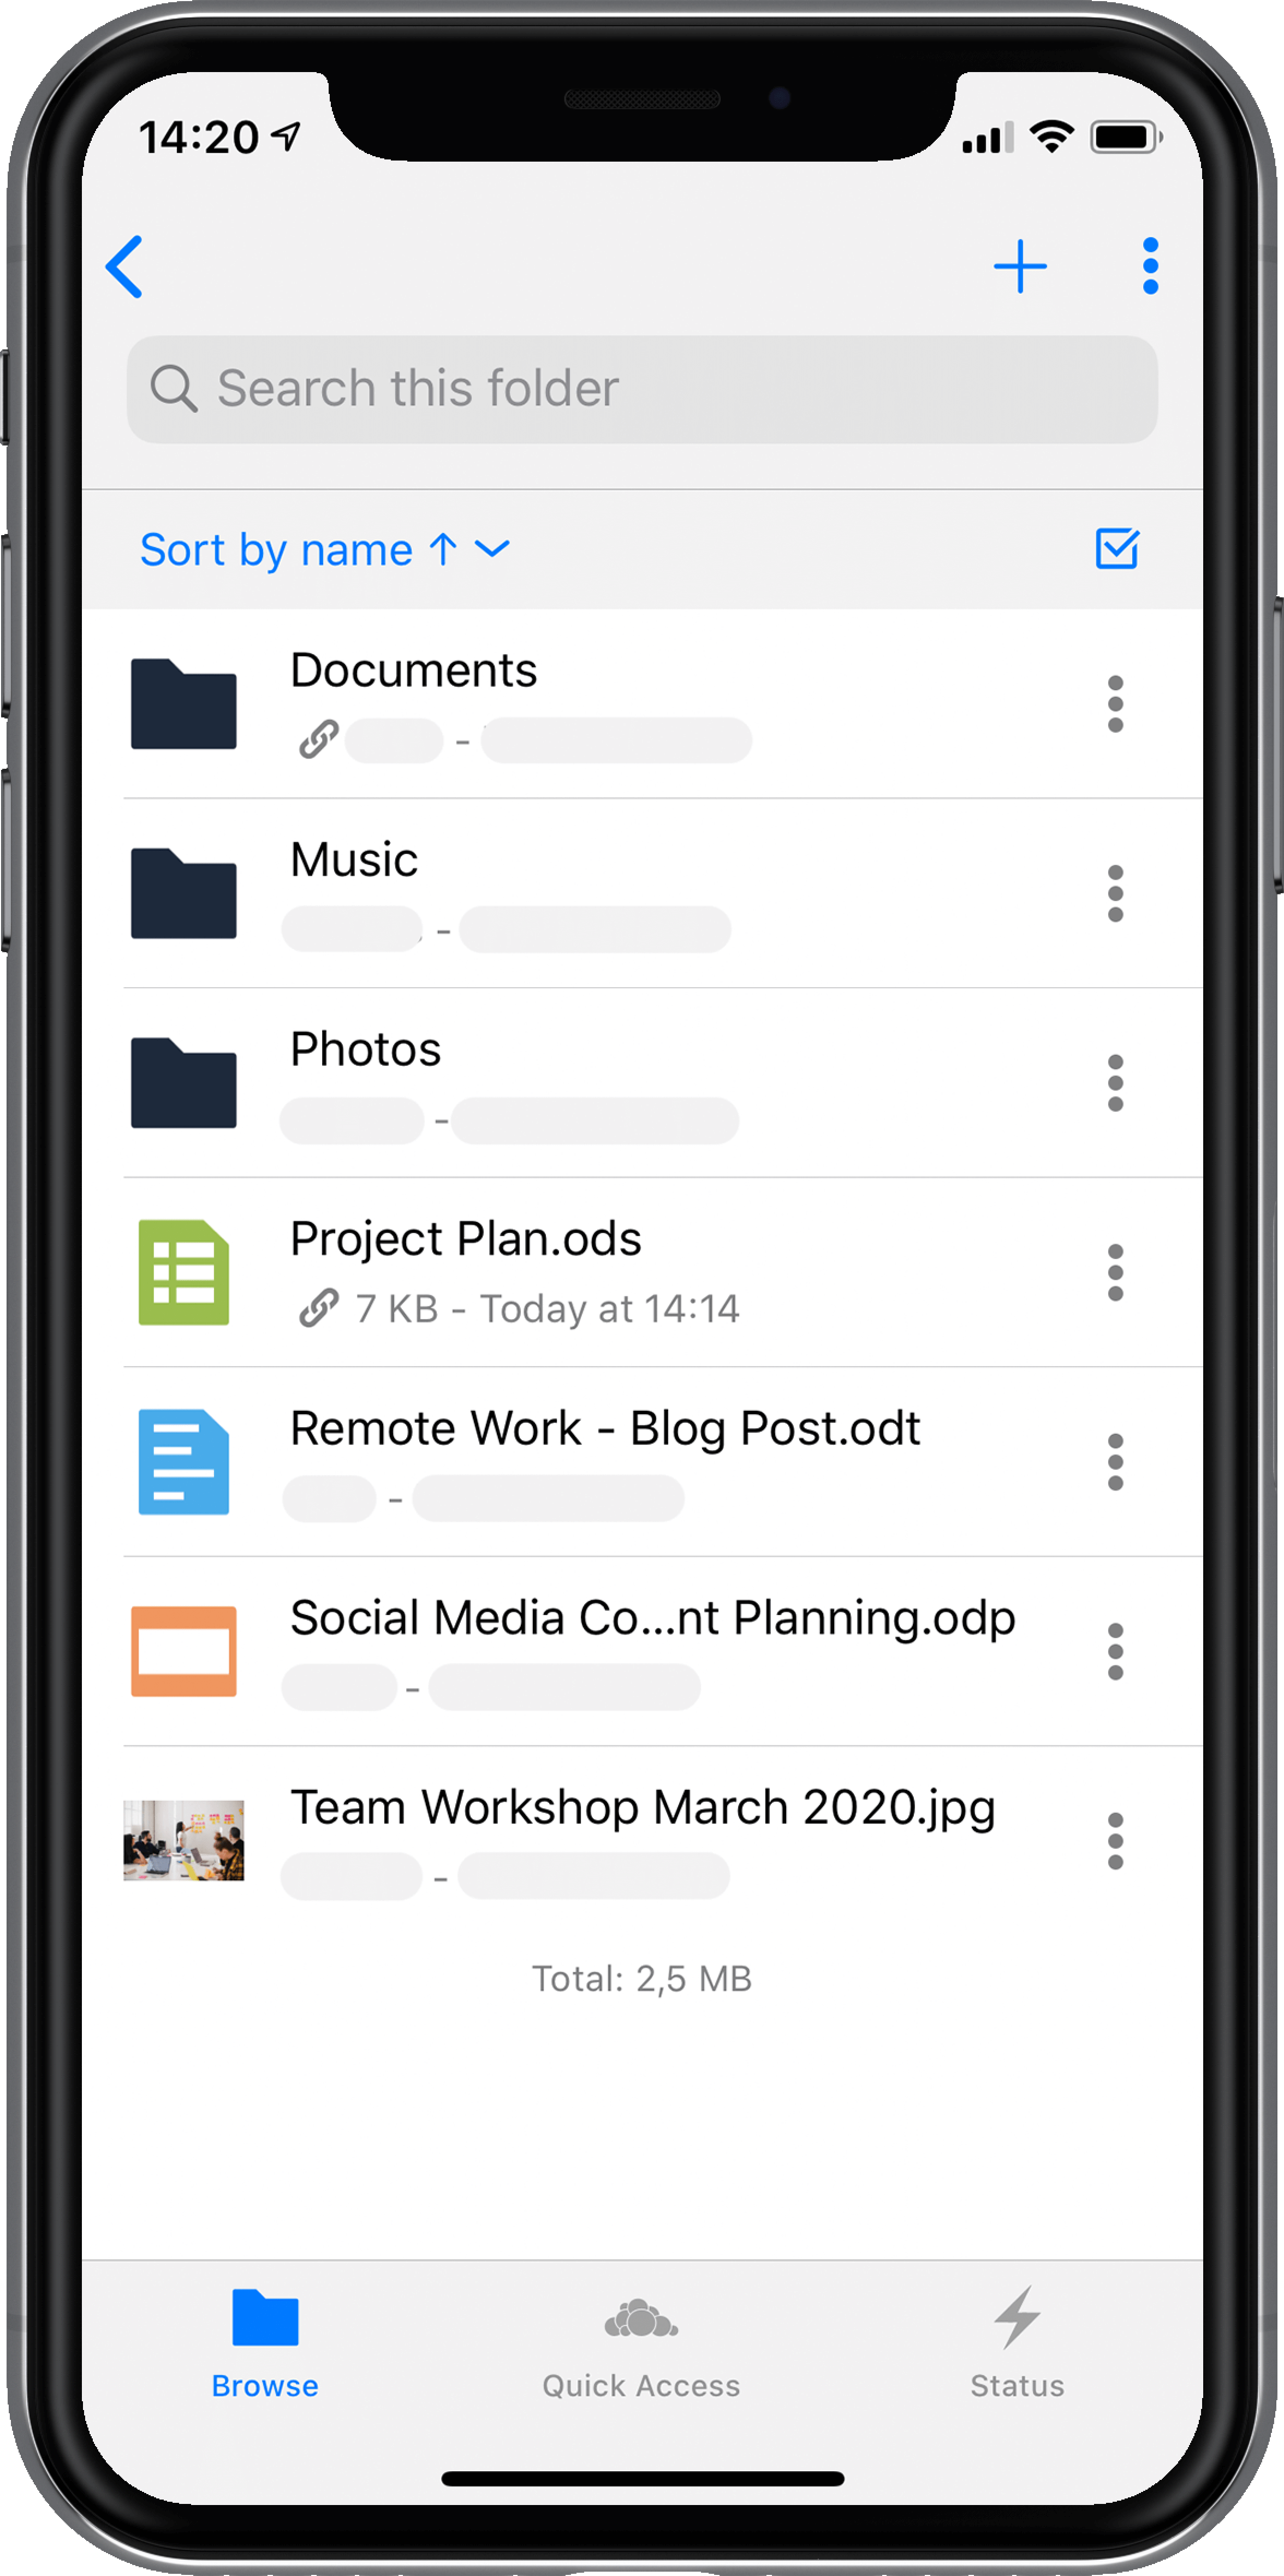 14:20
Search this folder
Sort by name
Documents
-
Music
-
Photos
-
Project Plan.ods
7 KB - Today at 14:14
Remote Work - Blog Post.odt
-
Social Media Co...nt Planning.odp
-
Team Workshop March 2020.jpg
-
Total: 2,5 MB
Browse
Quick Access
Status